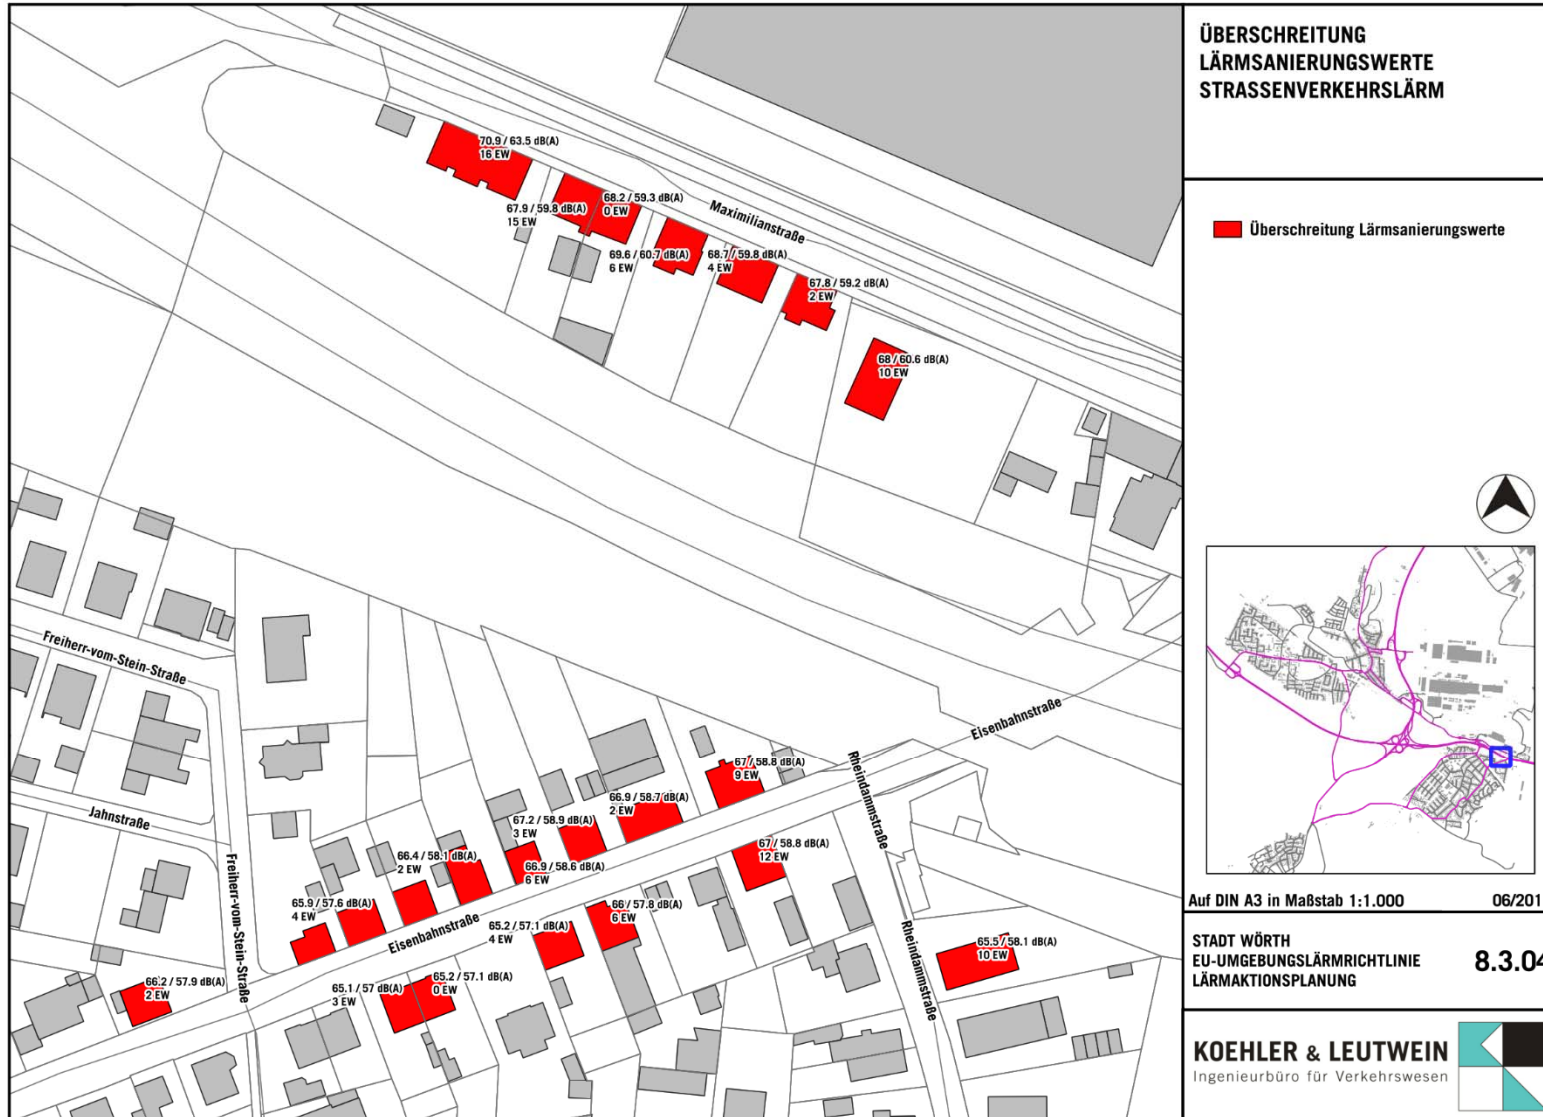 ÜBERSCHREITUNG
LÄRMSANIERUNGSWERTE
STRASSENVERKEHRSLÄRM
Überschreitung Lärmsanierungswerte
70.9 / 63.5 dB(A)
16 EW
67.9 / 59.8 dB(A)
15 EW
68.2 / 59.3 dB(A)
0 EW
Maximilianstraße
69.6 / 60.7 dB(A)
6 EW
68.7 / 59.8 dB(A)
4 EW
67.8 / 59.2 dB(A)
2 EW
68 / 60.6 dB(A)
10 EW
Freiherr-vom-Stein-Straße
Jahnstraße
Freiherr-vom-Stein-Straße
Eisenbahnstraße
Rheindammstraße
67 / 58.8 dB(A)
9 EW
66.9 / 58.7 dB(A)
2 EW
67.2 / 58.9 dB(A)
3 EW
66.4 / 58.1 dB(A)
2 EW
66.9 / 58.6 dB(A)
6 EW
67 / 58.8 dB(A)
12 EW
65.9 / 57.6 dB(A)
4 EW
66 / 57.8 dB(A)
6 EW
65.2 / 57.1 dB(A)
4 EW
Eisenbahnstraße
Rheindammstraße
65.5 / 58.1 dB(A)
10 EW
66.2 / 57.9 dB(A)
2 EW
65.1 / 57 dB(A)
3 EW
65.2 / 57.1 dB(A)
0 EW
Auf DIN A3 in Maßstab 1:1.000 06/201
STADT WÖRTH
EU-UMGEBUNGSLÄRMRICHTLINIE
LÄRMAKTIONSPLANUNG
8.3.04
KOEHLER & LEUTWEIN
Ingenieurbüro für Verkehrswesen